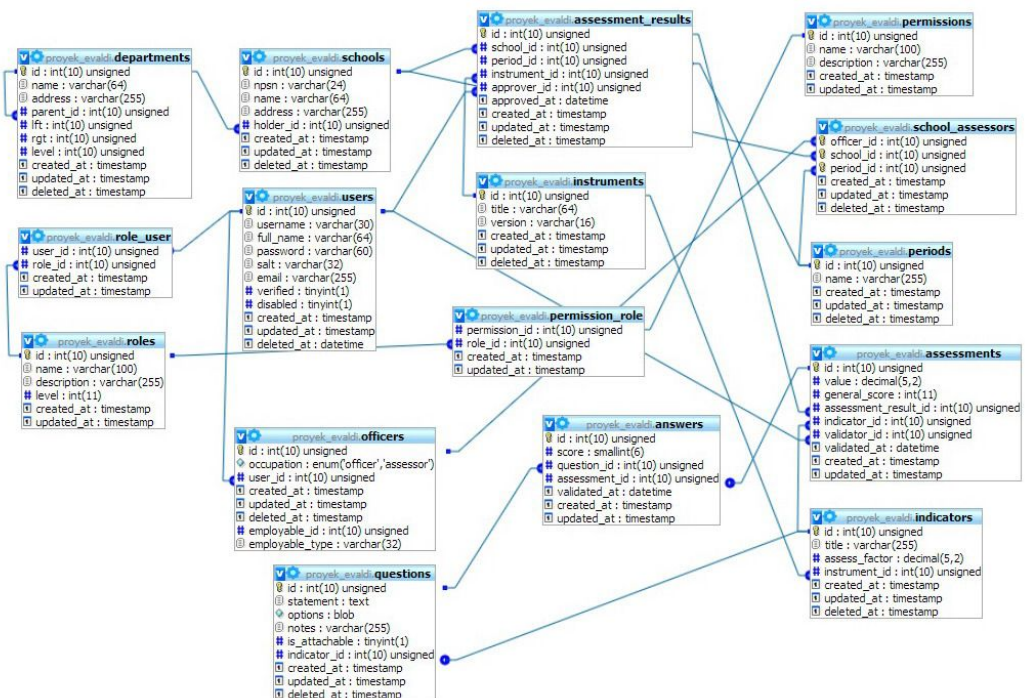 proyek_evaldi.departments
id : int(10) unsigned
name : varchar(64)
address : varchar(255)
parent_id : int(10) unsigned
lft : int(10) unsigned
rgt : int(10) unsigned
level : int(10) unsigned
created_at : timestamp
updated_at : timestamp
deleted_at : timestamp
proyek_evaldi.schools
id : int(10) unsigned
npsn : varchar(24)
name : varchar(64)
address : varchar(255)
holder_id : int(10) unsigned
created_at : timestamp
updated_at : timestamp
deleted_at : timestamp
proyek_evaldi.assessment_results
id : int(10) unsigned
school_id : int(10) unsigned
period_id : int(10) unsigned
instrument_id : int(10) unsigned
approver_id : int(10) unsigned
approved_at : datetime
created_at : timestamp
updated_at : timestamp
deleted_at : timestamp
proyek_evaldi.permissions
id : int(10) unsigned
name : varchar(100)
description : varchar(255)
created_at : timestamp
updated_at : timestamp
proyek_evaldi.school_assessors
officer_id : int(10) unsigned
school_id : int(10) unsigned
period_id : int(10) unsigned
created_at : timestamp
updated_at : timestamp
deleted_at : timestamp
proyek_evaldi.users
id : int(10) unsigned
username : varchar(30)
full_name : varchar(64)
password : varchar(60)
salt : varchar(32)
email : varchar(255)
verified : tinyint(1)
disabled : tinyint(1)
created_at : timestamp
updated_at : timestamp
deleted_at : datetime
proyek_evaldi.instruments
id : int(10) unsigned
title : varchar(64)
version : varchar(16)
created_at : timestamp
updated_at : timestamp
deleted_at : timestamp
proyek_evaldi.role_user
user_id : int(10) unsigned
role_id : int(10) unsigned
created_at : timestamp
updated_at : timestamp
proyek_evaldi.periods
id : int(10) unsigned
name : varchar(255)
created_at : timestamp
updated_at : timestamp
deleted_at : timestamp
proyek_evaldi.roles
id : int(10) unsigned
name : varchar(100)
description : varchar(255)
level : int(11)
created_at : timestamp
updated_at : timestamp
proyek_evaldi.permission_role
permission_id : int(10) unsigned
role_id : int(10) unsigned
created_at : timestamp
updated_at : timestamp
proyek_evaldi.assessments
id : int(10) unsigned
value : decimal(5,2)
general_score : int(11)
assessment_result_id : int(10) unsigned
indicator_id : int(10) unsigned
validator_id : int(10) unsigned
validated_at : datetime
created_at : timestamp
updated_at : timestamp
proyek_evaldi.officers
id : int(10) unsigned
occupation : enum('officer','assessor')
user_id : int(10) unsigned
created_at : timestamp
updated_at : timestamp
deleted_at : timestamp
employable_id : int(10) unsigned
employable_type : varchar(32)
proyek_evaldi.answers
id : int(10) unsigned
score : smallint(6)
question_id : int(10) unsigned
assessment_id : int(10) unsigned
validated_at : datetime
created_at : timestamp
updated_at : timestamp
proyek_evaldi.indicators
id : int(10) unsigned
title : varchar(255)
assess_factor : decimal(5,2)
instrument_id : int(10) unsigned
created_at : timestamp
updated_at : timestamp
deleted_at : timestamp
proyek_evaldi.questions
id : int(10) unsigned
statement : text
options : blob
notes : varchar(255)
is_attachable : tinyint(1)
indicator_id : int(10) unsigned
created_at : timestamp
updated_at : timestamp
deleted_at : timestamp